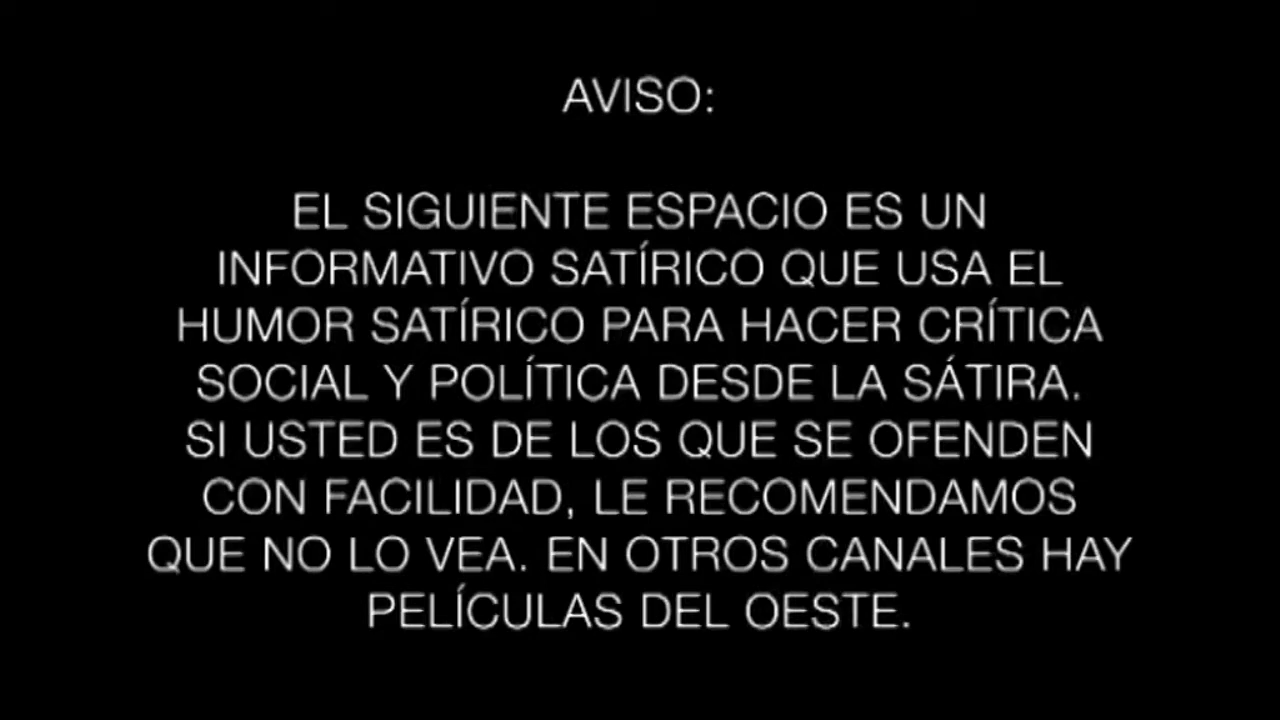 AVISO:
EL SIGUIENTE ESPACIO ES UN
INFORMATIVO SATÍRICO QUE USA EL
HUMOR SATÍRICO PARA HACER CRÍTICA
SOCIAL Y POLÍTICA DESDE LA SÁTIRA.
SI USTED ES DE LOS QUE SE OFENDEN
CON FACILIDAD, LE RECOMENDAMOS
QUE NO LO VEA. EN OTROS CANALES HAY
PELÍCULAS DEL OESTE.